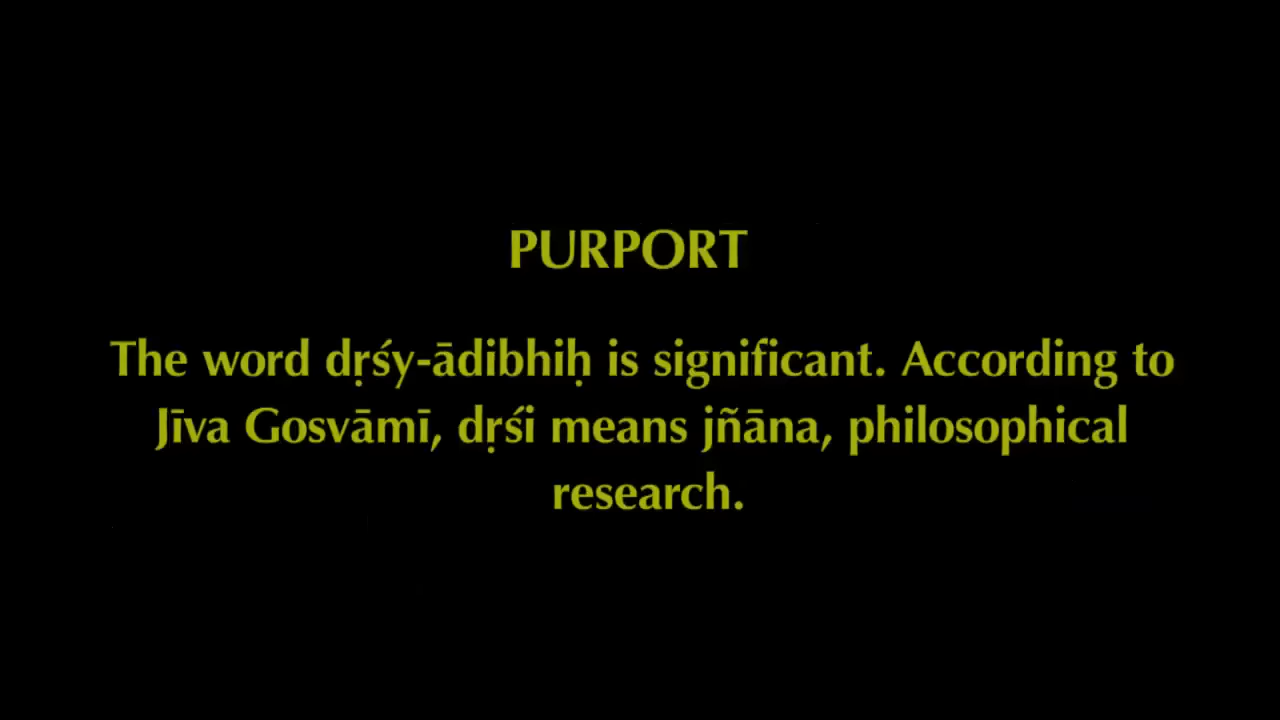 PURPORT
The word dṛśy-ādibhiḥ is significant. According to
Jīva Gosvāmī, dṛśi means jñāna, philosophical
research.